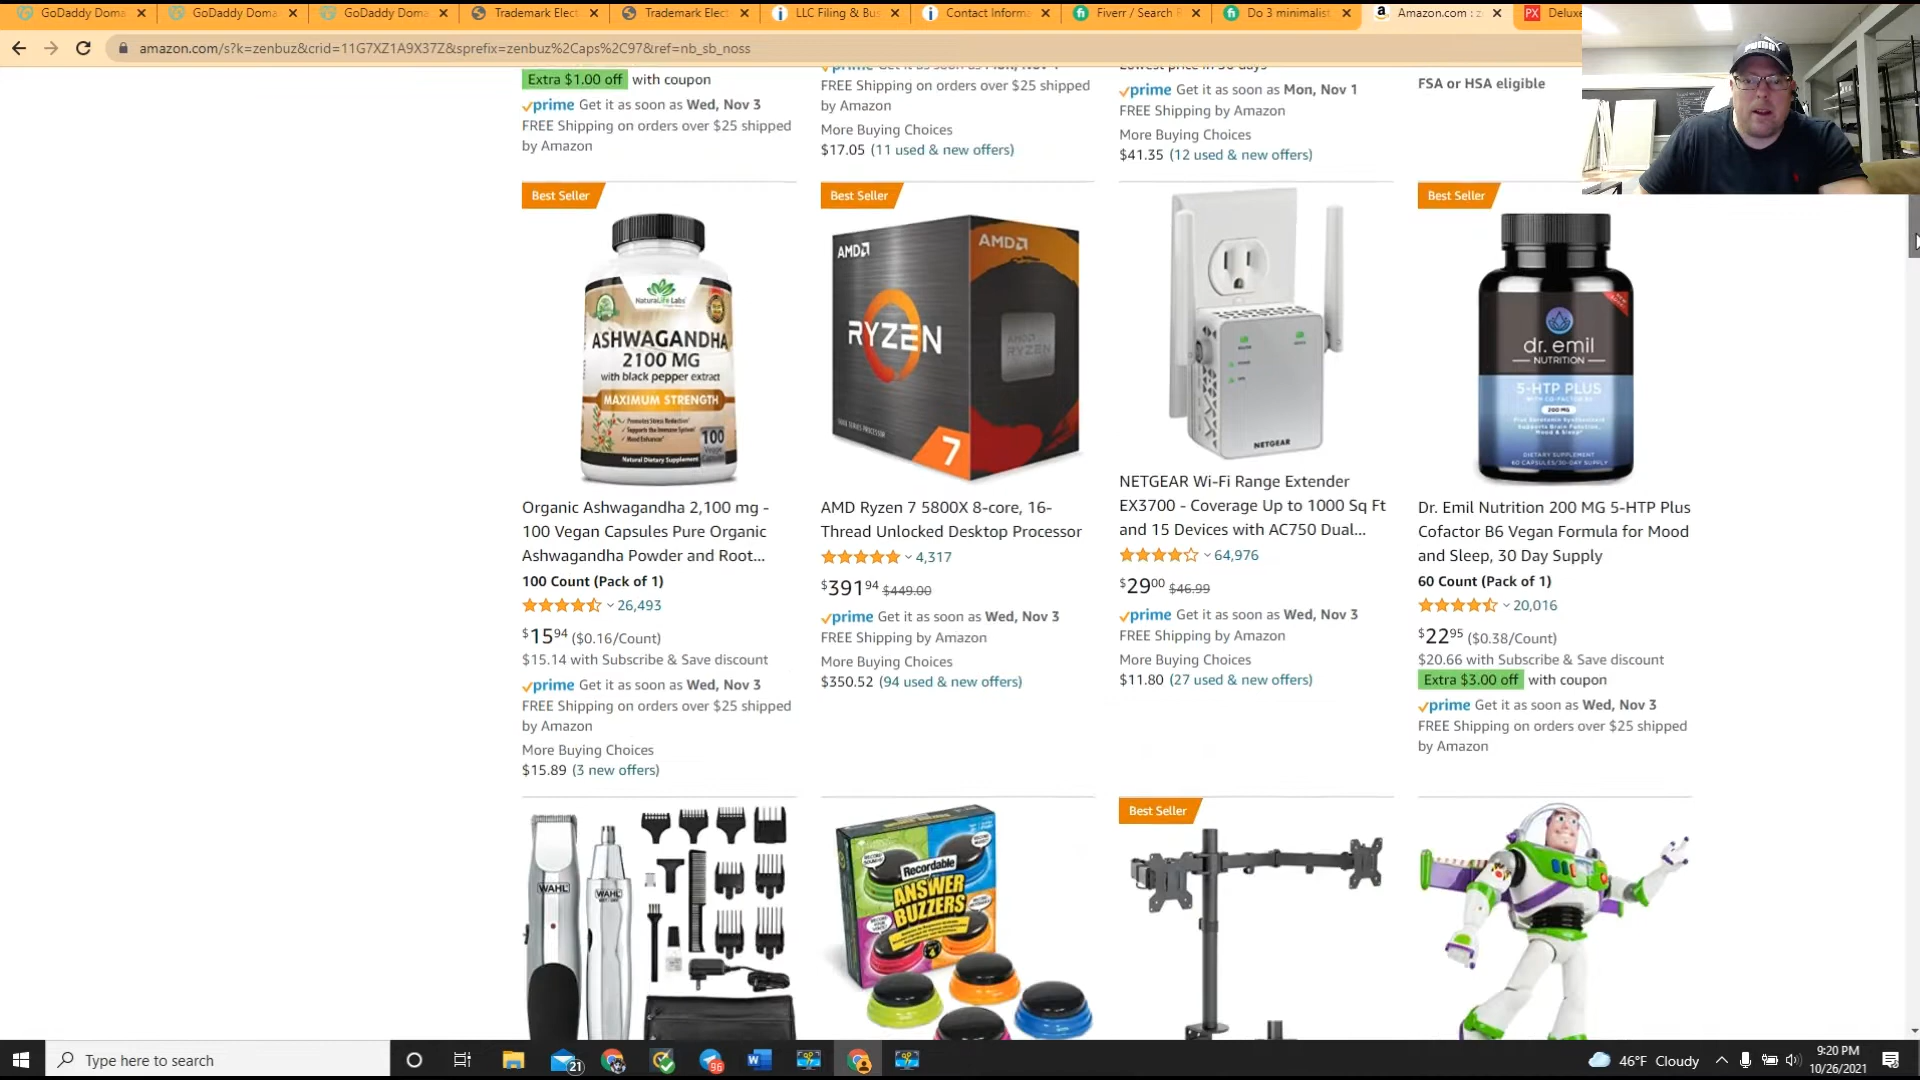 GoDaddy Doma
GoDaddy Doma
GoDaddy Doma
Trademark Elect
Trademark Elect
LLC Filing & Bus
Contact Informa
Fiverr / Search R
Do 3 minimalist
Amazon.com : z
PX Deluxe
amazon.com/s?k=zenbuz&crid=11G7XZ1A9X37Z&sprefix=zenbuz%2Caps%2C97&ref=nb_sb_noss
Extra $1.00 off with coupon
prime Get it as soon as Wed, Nov 3
FREE Shipping on orders over $25 shipped
by Amazon
FREE Shipping on orders over $25 shipped
by Amazon
More Buying Choices
$17.05 (11 used & new offers)
Lowest price in 30 days
prime Get it as soon as Mon, Nov 1
FREE Shipping by Amazon
More Buying Choices
$41.35 (12 used & new offers)
FSA or HSA eligible
Best Seller
NaturaLife Labs
ASHWAGANDHA
2100 MG
with black pepper extract
MAXIMUM STRENGTH
Promotes Stress Reduction
Supports the Immune System
Mood Enhancer
100
Natural Dietary Supplement
Organic Ashwagandha 2,100 mg -
100 Vegan Capsules Pure Organic
Ashwagandha Powder and Root...
100 Count (Pack of 1)
26,493
$15 94 ($0.16/Count)
$15.14 with Subscribe & Save discount
prime Get it as soon as Wed, Nov 3
FREE Shipping on orders over $25 shipped
by Amazon
More Buying Choices
$15.89 (3 new offers)
Best Seller
AMD
AMD
RYZEN
AMD
RYZEN
7
AMD Ryzen 7 5800X 8-core, 16-
Thread Unlocked Desktop Processor
4,317
$391 94 $449.00
prime Get it as soon as Wed, Nov 3
FREE Shipping by Amazon
More Buying Choices
$350.52 (94 used & new offers)
NETGEAR
NETGEAR Wi-Fi Range Extender
EX3700 - Coverage Up to 1000 Sq Ft
and 15 Devices with AC750 Dual...
64,976
$29 00 $46.99
prime Get it as soon as Wed, Nov 3
FREE Shipping by Amazon
More Buying Choices
$11.80 (27 used & new offers)
Best Seller
dr. emil
NUTRITION
5-HTP PLUS
200 MG
DIETARY SUPPLEMENT
60 CAPSULES/30-DAY SUPPLY
Dr. Emil Nutrition 200 MG 5-HTP Plus
Cofactor B6 Vegan Formula for Mood
and Sleep, 30 Day Supply
60 Count (Pack of 1)
20,016
$22 95 ($0.38/Count)
$20.66 with Subscribe & Save discount
Extra $3.00 off with coupon
prime Get it as soon as Wed, Nov 3
FREE Shipping on orders over $25 shipped
by Amazon
WAHL
WAHL
Recordable
ANSWER
BUZZERS
Best Seller
Type here to search
21
96
W
46°F Cloudy
9:20 PM
10/26/2021